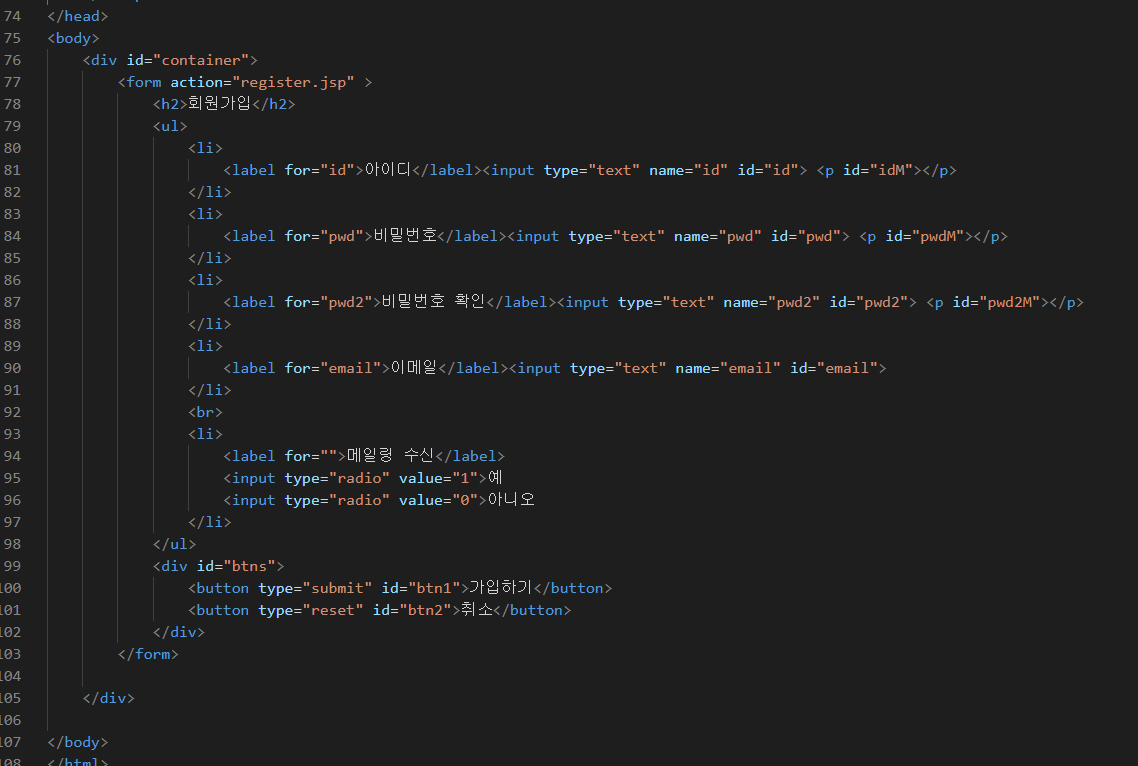 74 </head>
75 <body>
76 <div id="container">
77 <form action="register.jsp" >
78 <h2>회원가입</h2>
79 <ul>
80 <li>
81 <label for="id">아이디</label><input type="text" name="id" id="id"> <p id="idM"></p>
82 </li>
83 <li>
84 <label for="pwd">비밀번호</label><input type="text" name="pwd" id="pwd"> <p id="pwdM"></p>
85 </li>
86 <li>
87 <label for="pwd2">비밀번호 확인</label><input type="text" name="pwd2" id="pwd2"> <p id="pwd2M"></p>
88 </li>
89 <li>
90 <label for="email">이메일</label><input type="text" name="email" id="email">
91 </li>
92 <br>
93 <li>
94 <label for="">메일링 수신</label>
95 <input type="radio" value="1">예
96 <input type="radio" value="0">아니오
97 </li>
98 </ul>
99 <div id="btns">
100 <button type="submit" id="btn1">가입하기</button>
101 <button type="reset" id="btn2">취소</button>
102 </div>
103 </form>
104
105 </div>
106
107 </body>
108 </html>